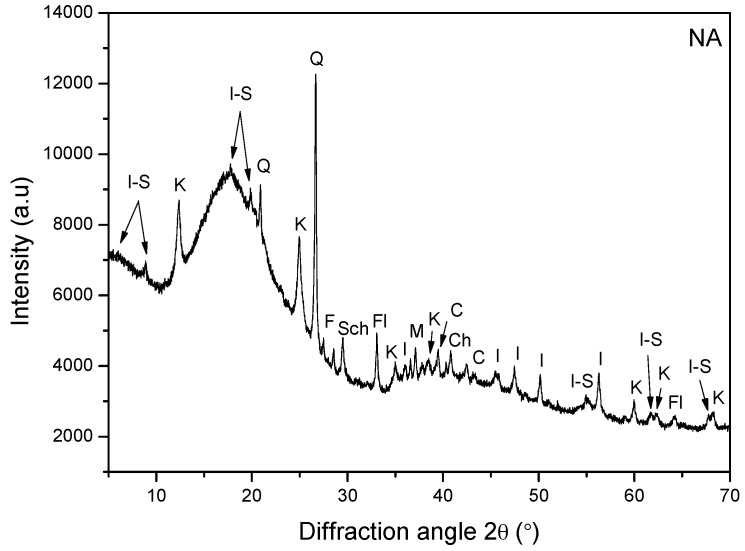 14000
12000
10000
8000
6000
4000
2000
Intensity (a.u)
NA
I-S
K
I-S
Q
K
Q
F
Sch
Fl
K
I
M
K
C
Ch
C
I
I
I
I-S
I
K
I-S
K
Fl
I-S
K
10 20 30 40 50 60 70
Diffraction angle 2θ (°)